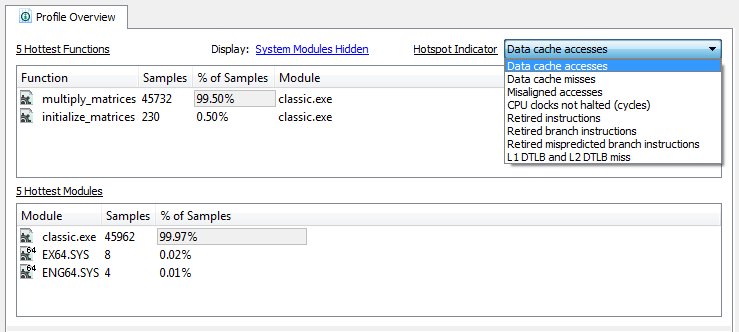 Profile Overview
5 Hottest Functions Display: System Modules Hidden Hotspot Indicator Data cache accesses
Data cache accesses
Data cache misses
Misaligned accesses
CPU clocks not halted (cycles)
Retired instructions
Retired branch instructions
Retired mispredicted branch instructions
L1 DTLB and L2 DTLB miss
Function Samples % of Samples Module
multiply_matrices 45732 99.50% classic.exe
initialize_matrices 230 0.50% classic.exe
5 Hottest Modules
Module Samples % of Samples
classic.exe 45962 99.97%
64 EX64.SYS 8 0.02%
64 ENG64.SYS 4 0.01%